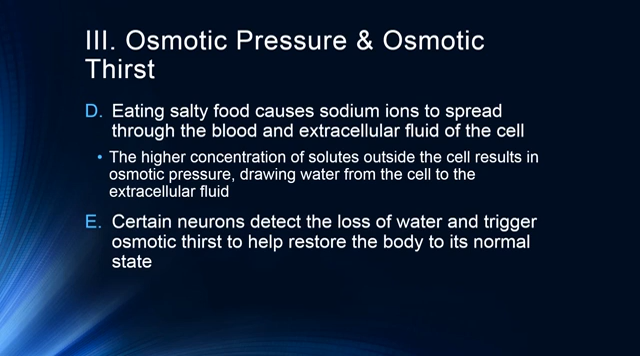 III. Osmotic Pressure & Osmotic
Thirst
D. Eating salty food causes sodium ions to spread
through the blood and extracellular fluid of the cell
• The higher concentration of solutes outside the cell results in
osmotic pressure, drawing water from the cell to the
extracellular fluid
E. Certain neurons detect the loss of water and trigger
osmotic thirst to help restore the body to its normal
state